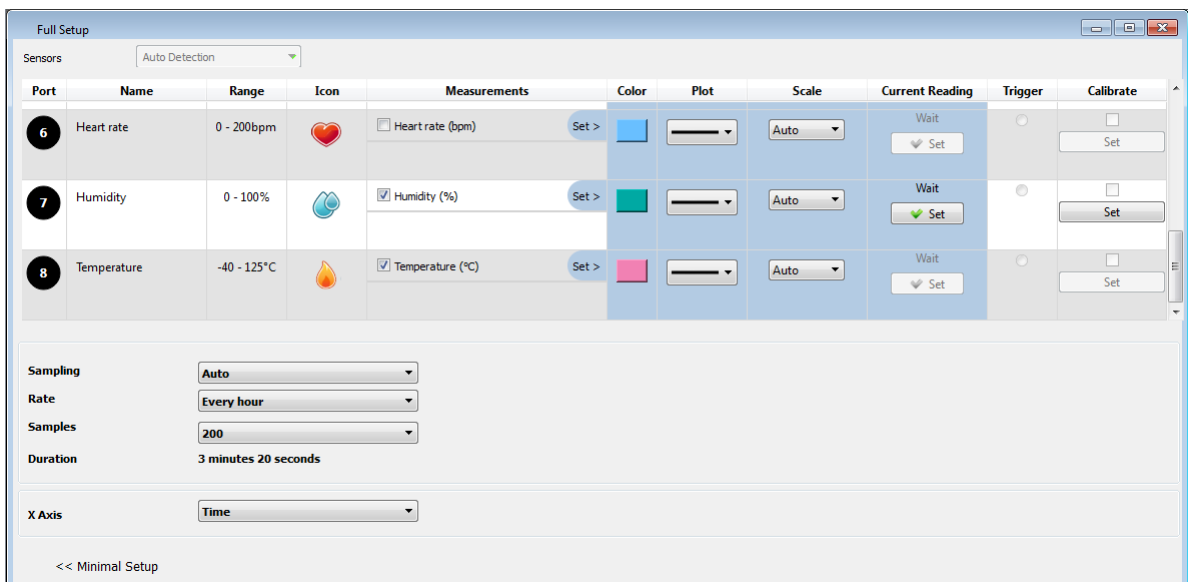 Full Setup
Sensors Auto Detection
Port Name Range Icon Measurements Color Plot Scale Current Reading Trigger Calibrate
6 Heart rate 0 - 200bpm Heart rate (bpm) Set > Auto Wait
Set Set
7 Humidity 0 - 100% Humidity (%) Set > Auto Wait
Set Set
8 Temperature -40 - 125°C Temperature (ºC) Set > Auto Wait
Set Set
Sampling Auto
Rate Every hour
Samples 200
Duration 3 minutes 20 seconds
X Axis Time
<< Minimal Setup